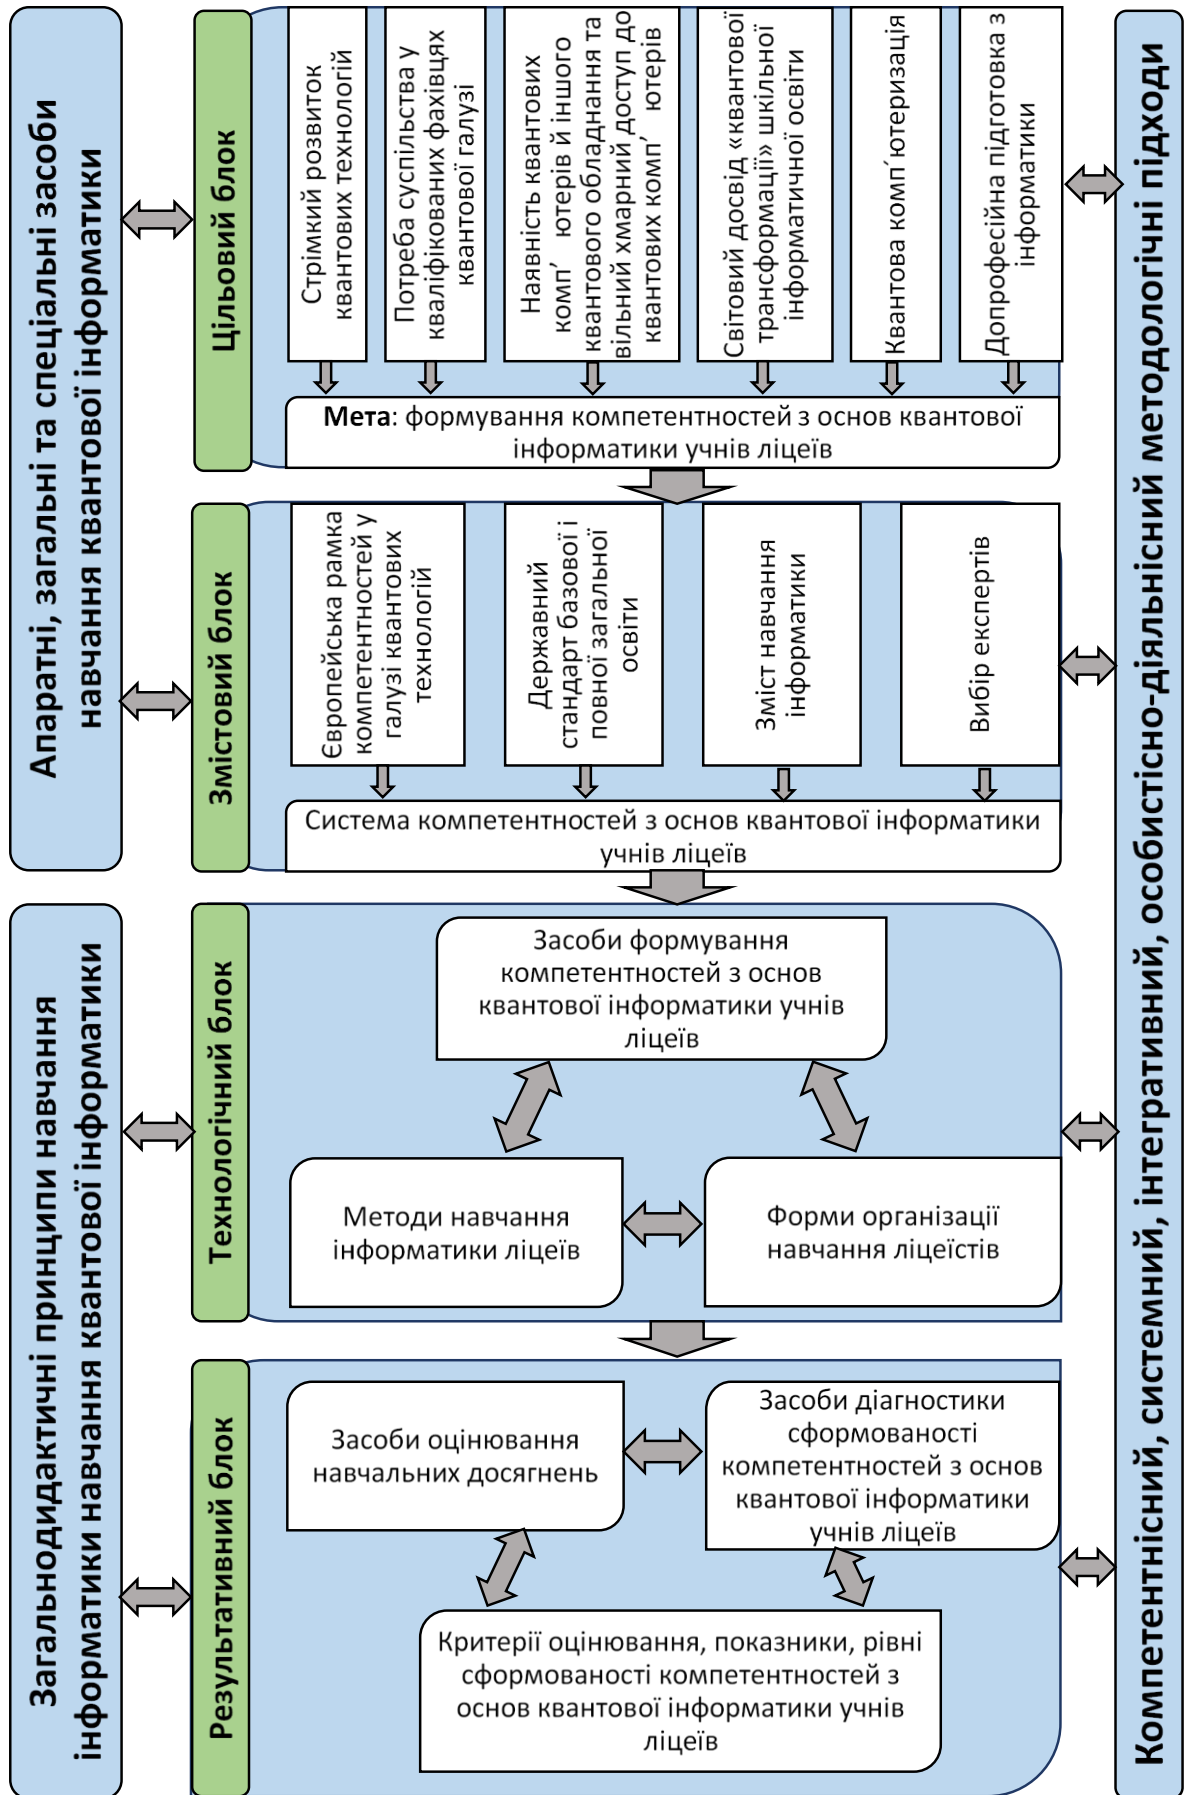 Апаратні, загальні та спеціальні засоби
навчання квантової інформатики
Загальнодидактичні принципи навчання
інформатики навчання квантової інформатики
Цільовий блок
Стрімкий розвиток
квантових технологій
Потреба суспільства у
кваліфікованих фахівцях
квантової галузі
Наявність квантових
комп’ ютерів й іншого
квантового обладнання та
вільний хмарний доступ до
квантових комп’ ютерів
Світовий досвід «квантової
трансформації» шкільної
інформатичної освіти
Квантова комп´ютеризація
Допрофесійна підготовка з
інформатики
Мета: формування компетентностей з основ квантової
інформатики учнів ліцеїв
Змістовий блок
Європейська рамка
компетентностей у
галузі квантових
технологій
Державний
стандарт базової і
повної загальної
освіти
Зміст навчання
інформатики
Вибір експертів
Система компетентностей з основ квантової інформатики
учнів ліцеїв
Технологічний блок
Засоби формування
компетентностей з основ
квантової інформатики учнів
ліцеїв
Методи навчання
інформатики ліцеїв
Форми організації
навчання ліцеїстів
Результативний блок
Засоби оцінювання
навчальних досягнень
Засоби діагностики
сформованості
компетентностей з основ
квантової інформатики
учнів ліцеїв
Критерії оцінювання, показники, рівні
сформованості компетентностей з
основ квантової інформатики учнів
ліцеїв
Компетентнісний, системний, інтегративний, особистісно-діяльнісний методологічні підходи